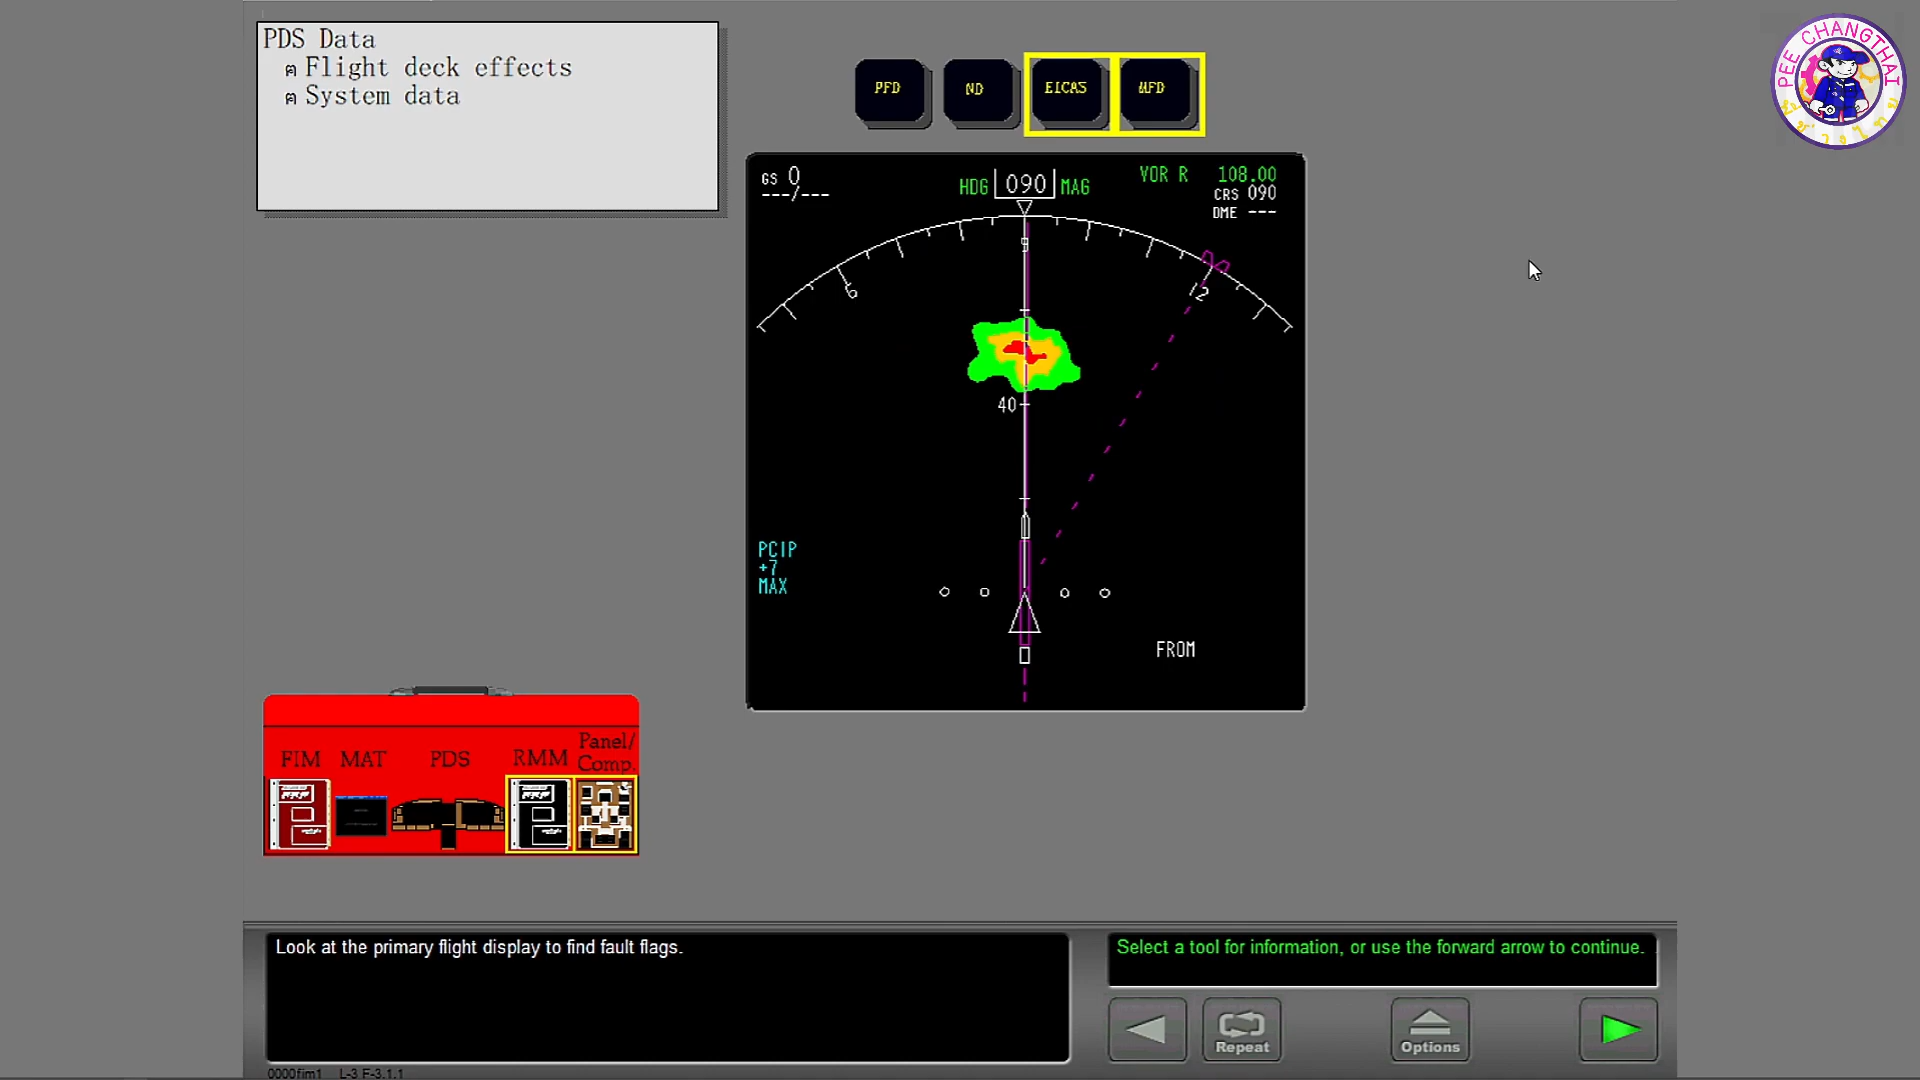 PDS Data
Flight deck effects
System data
PFD
ND
EICAS
MFD
PEE CHANGTHAI
GS 0
---/---
HDG 090 MAG
VOR R 108.00
CRS 090
DME ---
9
6
12
40
PCIP
+7
MAX
FROM
FIM
MAT
PDS
RMM
Panel/
Comp.
Look at the primary flight display to find fault flags.
Select a tool for information, or use the forward arrow to continue.
Repeat
Options
0000fim1 L-3 F-3.1.1